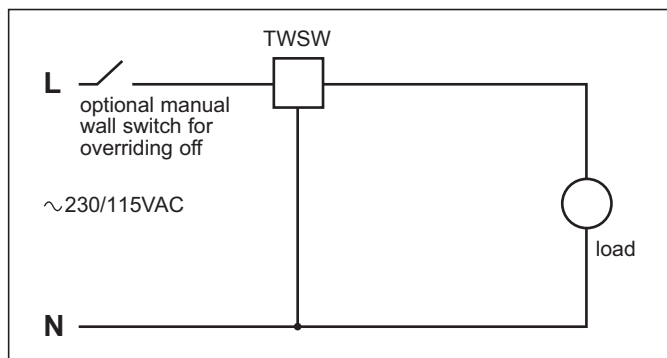 TWSW
L
optional manual
wall switch for
overriding off
~230/115VAC
load
N